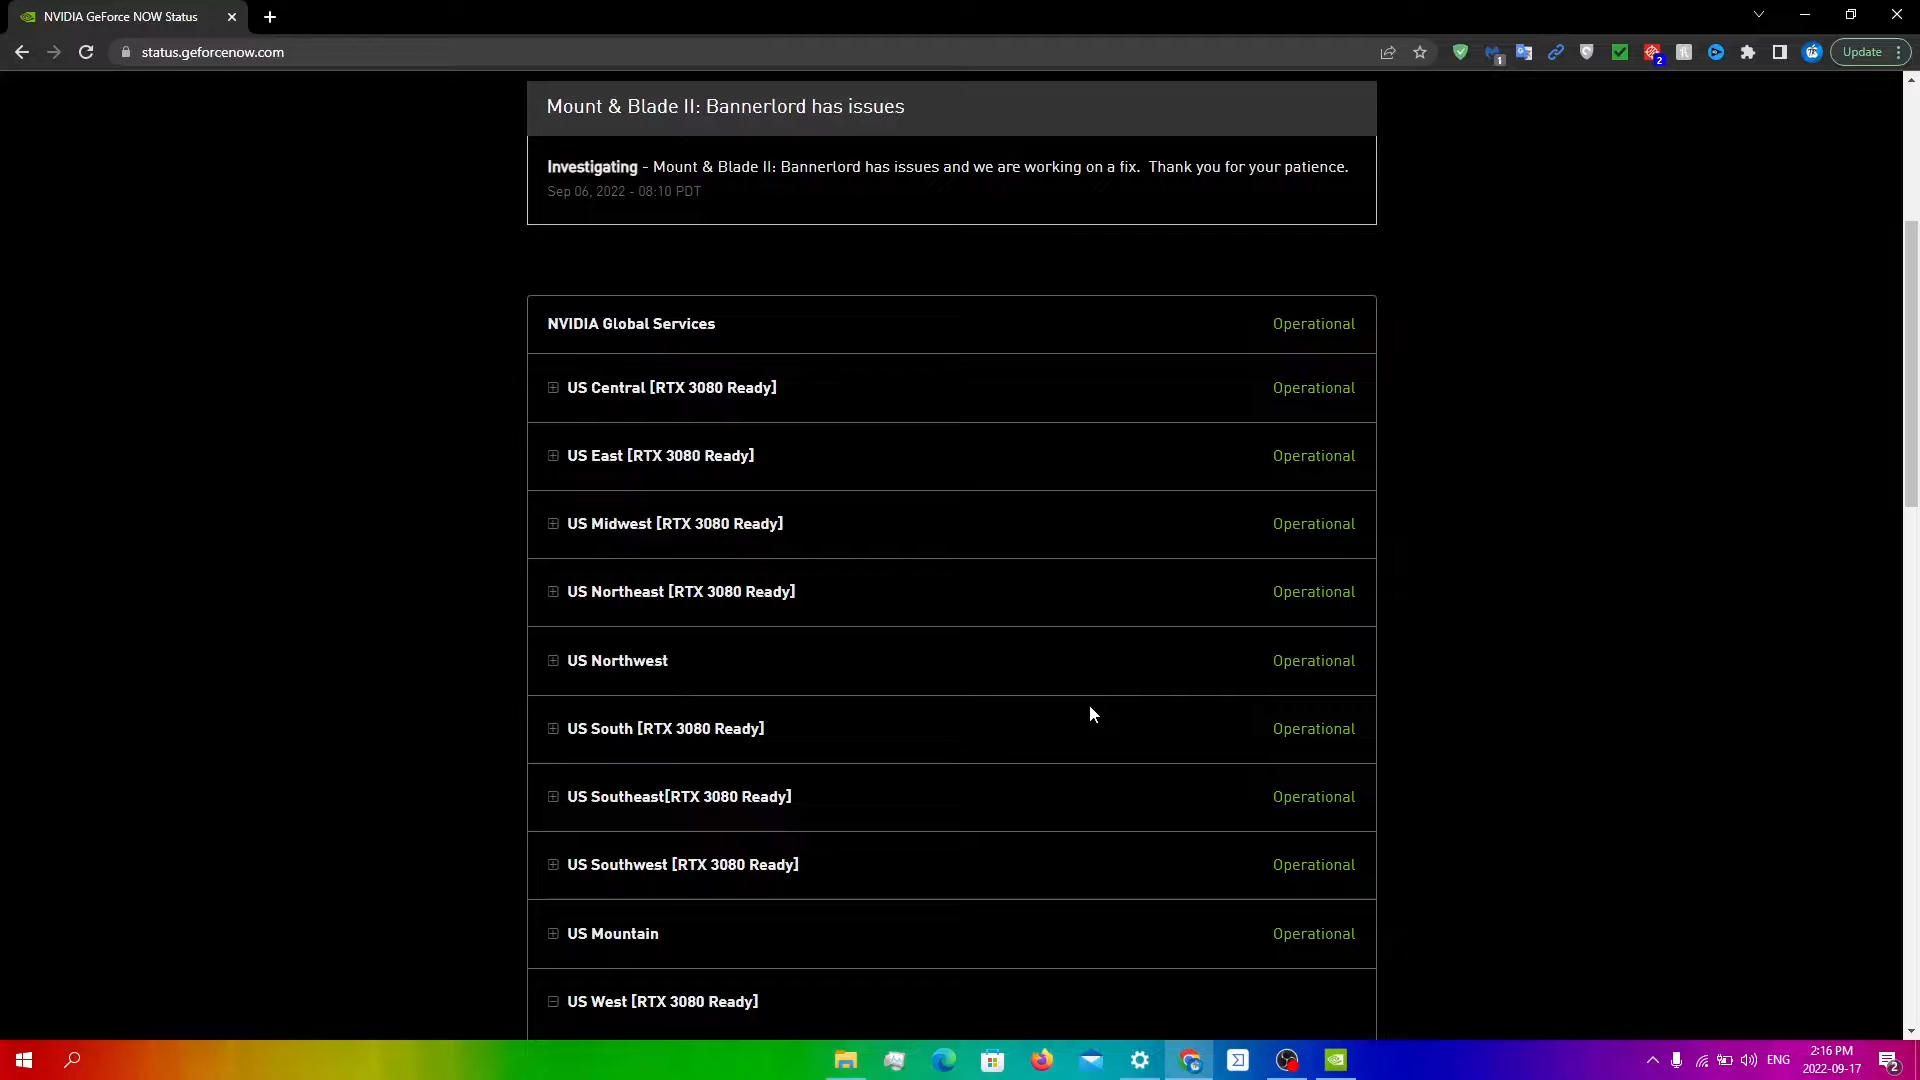 NVIDIA GeForce NOW Status
status.geforcenow.com
1
2
Update
Mount & Blade II: Bannerlord has issues
Investigating - Mount & Blade II: Bannerlord has issues and we are working on a fix. Thank you for your patience.
Sep 06, 2022 - 08:10 PDT
NVIDIA Global Services Operational
US Central [RTX 3080 Ready] Operational
US East [RTX 3080 Ready] Operational
US Midwest [RTX 3080 Ready] Operational
US Northeast [RTX 3080 Ready] Operational
US Northwest Operational
US South [RTX 3080 Ready] Operational
US Southeast[RTX 3080 Ready] Operational
US Southwest [RTX 3080 Ready] Operational
US Mountain Operational
US West [RTX 3080 Ready]
ENG
2:16 PM
2022-09-17
2